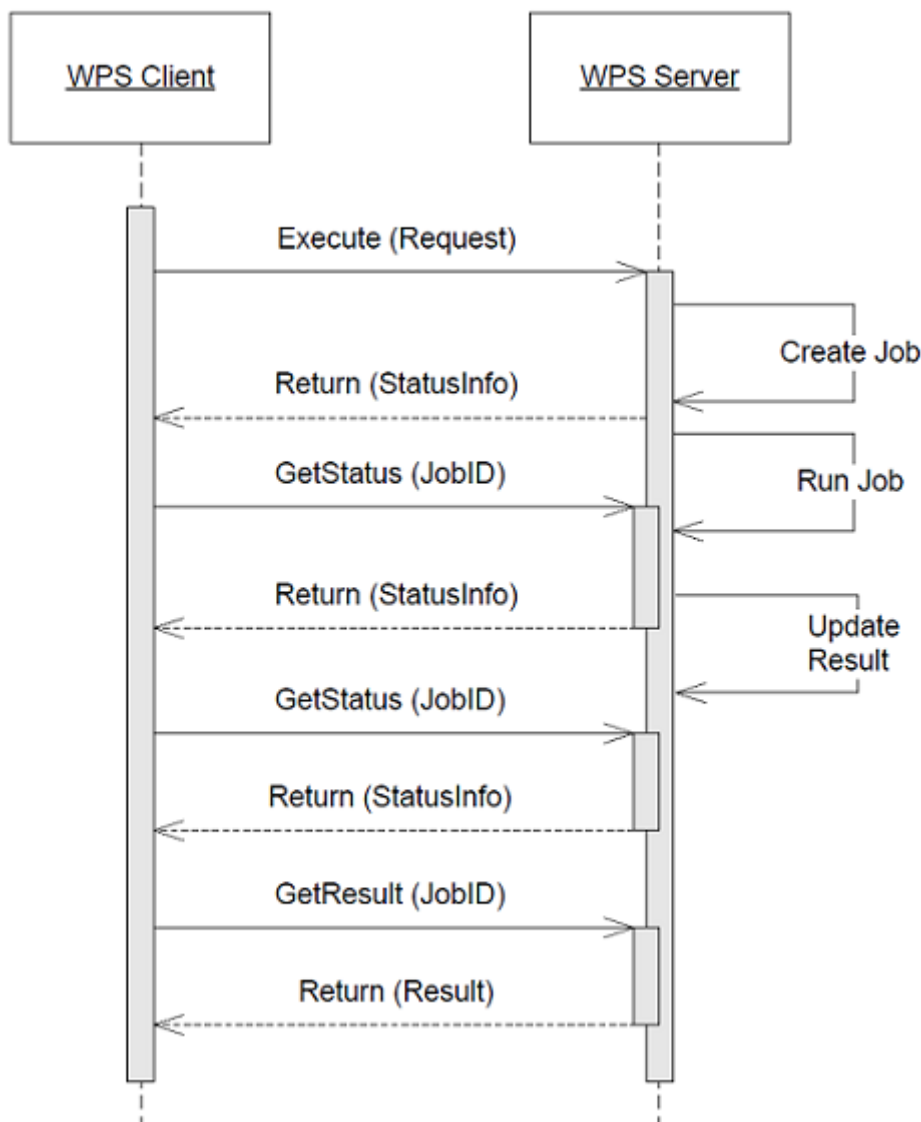 WPS Client
WPS Server
Execute (Request)
Create Job
Return (StatusInfo)
GetStatus (JobID)
Run Job
Return (StatusInfo)
Update
Result
GetStatus (JobID)
Return (StatusInfo)
GetResult (JobID)
Return (Result)